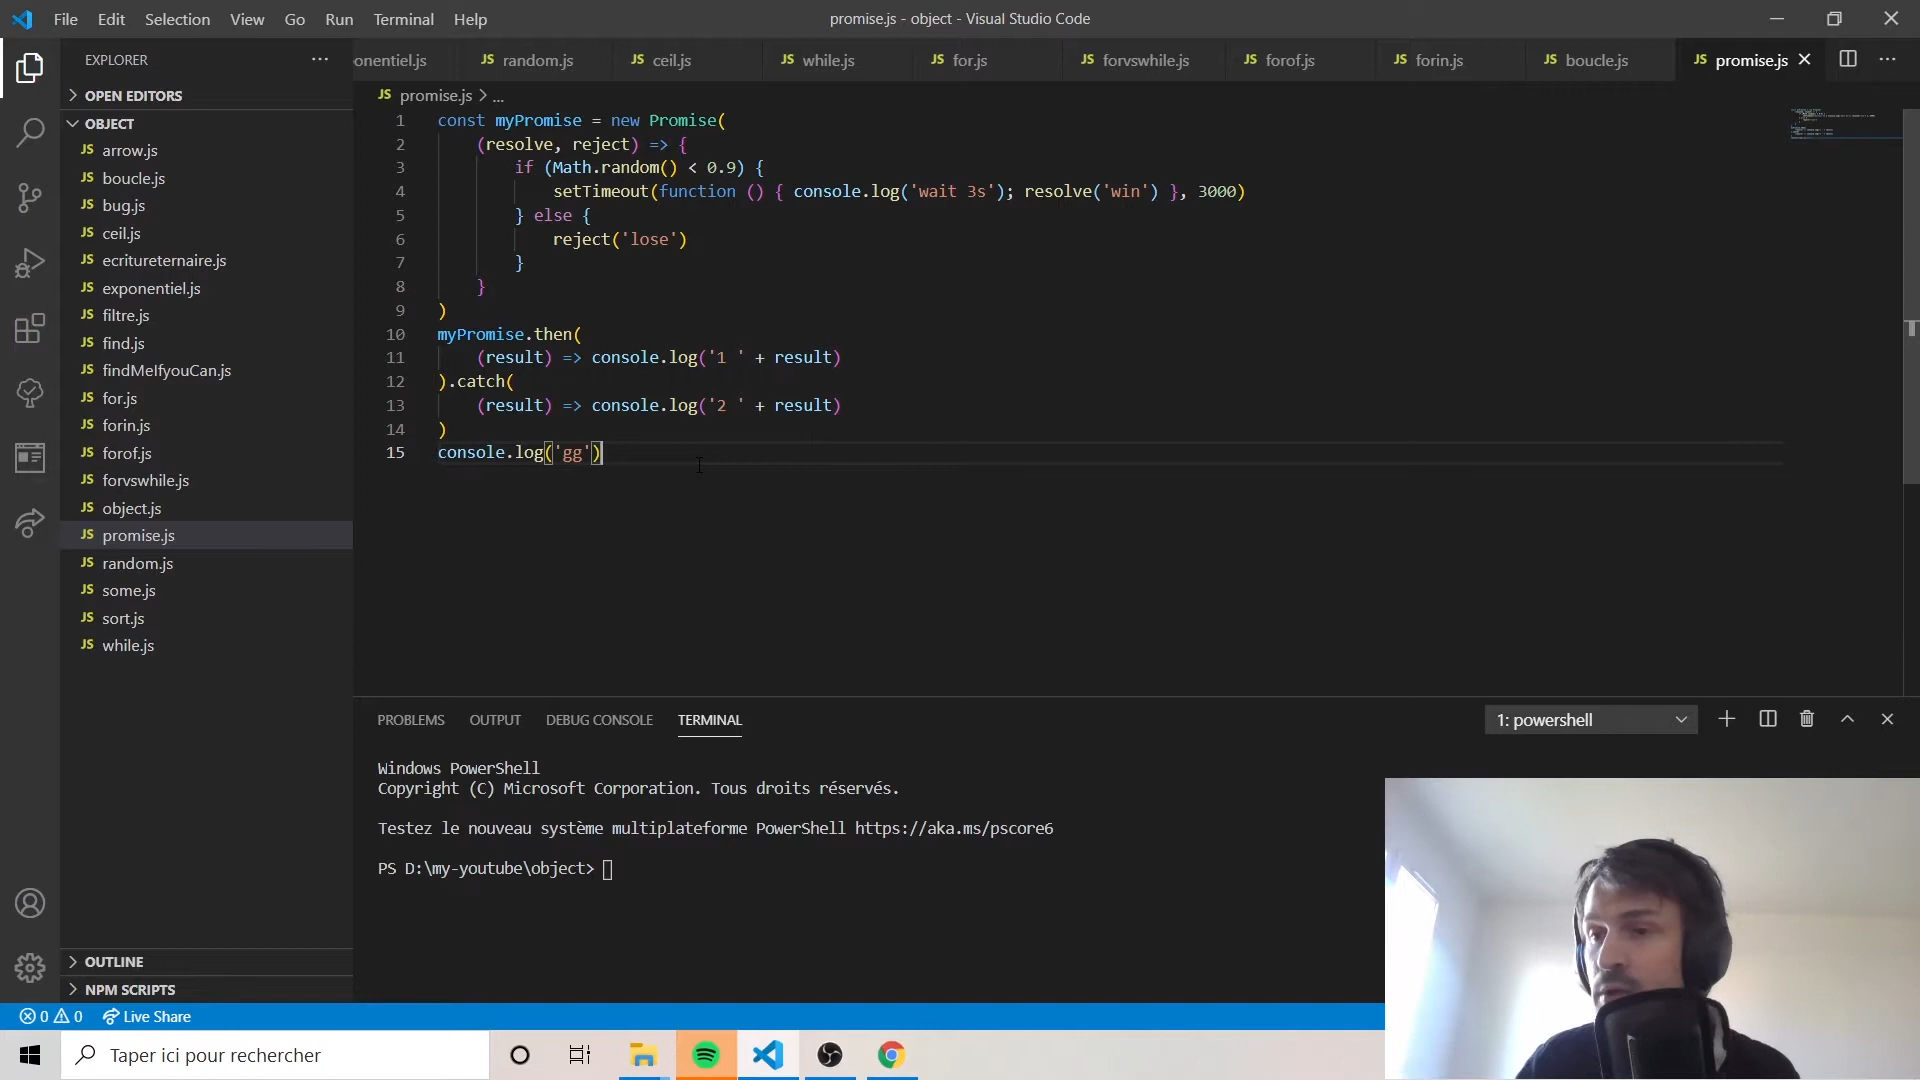 File Edit Selection View Go Run Terminal Help
promise.js - object - Visual Studio Code
EXPLORER
onentiel.js
JS random.js
JS ceil.js
JS while.js
JS for.js
JS forvswhile.js
JS forof.js
JS forin.js
JS boucle.js
JS promise.js
OPEN EDITORS
OBJECT
JS arrow.js
JS boucle.js
JS bug.js
JS ceil.js
JS ecritureternaire.js
JS exponentiel.js
JS filtre.js
JS find.js
JS findMeIfyouCan.js
JS for.js
JS forin.js
JS forof.js
JS forvswhile.js
JS object.js
JS promise.js
JS random.js
JS some.js
JS sort.js
JS while.js
OUTLINE
NPM SCRIPTS
JS promise.js > ...
1 const myPromise = new Promise(
2 (resolve, reject) => {
3 if (Math.random() < 0.9) {
4 setTimeout(function () { console.log('wait 3s'); resolve('win') }, 3000)
5 } else {
6 reject('lose')
7 }
8 }
9 )
10 myPromise.then(
11 (result) => console.log('1 ' + result)
12 ).catch(
13 (result) => console.log('2 ' + result)
14 )
15 console.log('gg')
PROBLEMS OUTPUT DEBUG CONSOLE TERMINAL
1: powershell
Windows PowerShell
Copyright (C) Microsoft Corporation. Tous droits réservés.
Testez le nouveau système multiplateforme PowerShell https://aka.ms/pscore6
PS D:\my-youtube\object>
0 0 Live Share
Taper ici pour rechercher